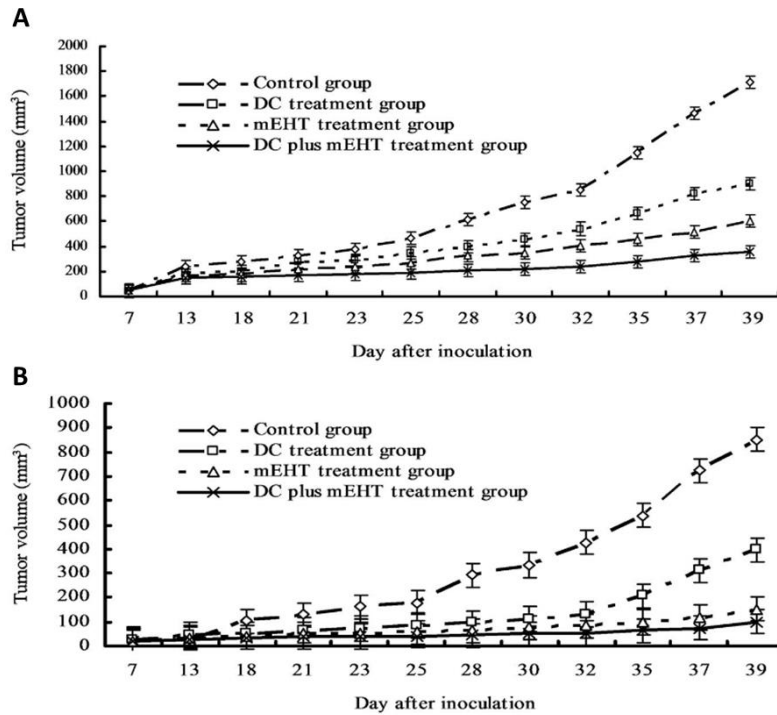 A
2000
1800
1600
1400
1200
1000
800
600
400
200
0
Tumor volume (mm³)
Control group
DC treatment group
mEHT treatment group
DC plus mEHT treatment group
7 13 18 21 23 25 28 30 32 35 37 39
Day after inoculation
B
1000
900
800
700
600
500
400
300
200
100
0
Tumor volume (mm³)
Control group
DC treatment group
mEHT treatment group
DC plus mEHT treatment group
7 13 18 21 23 25 28 30 32 35 37 39
Day after inoculation